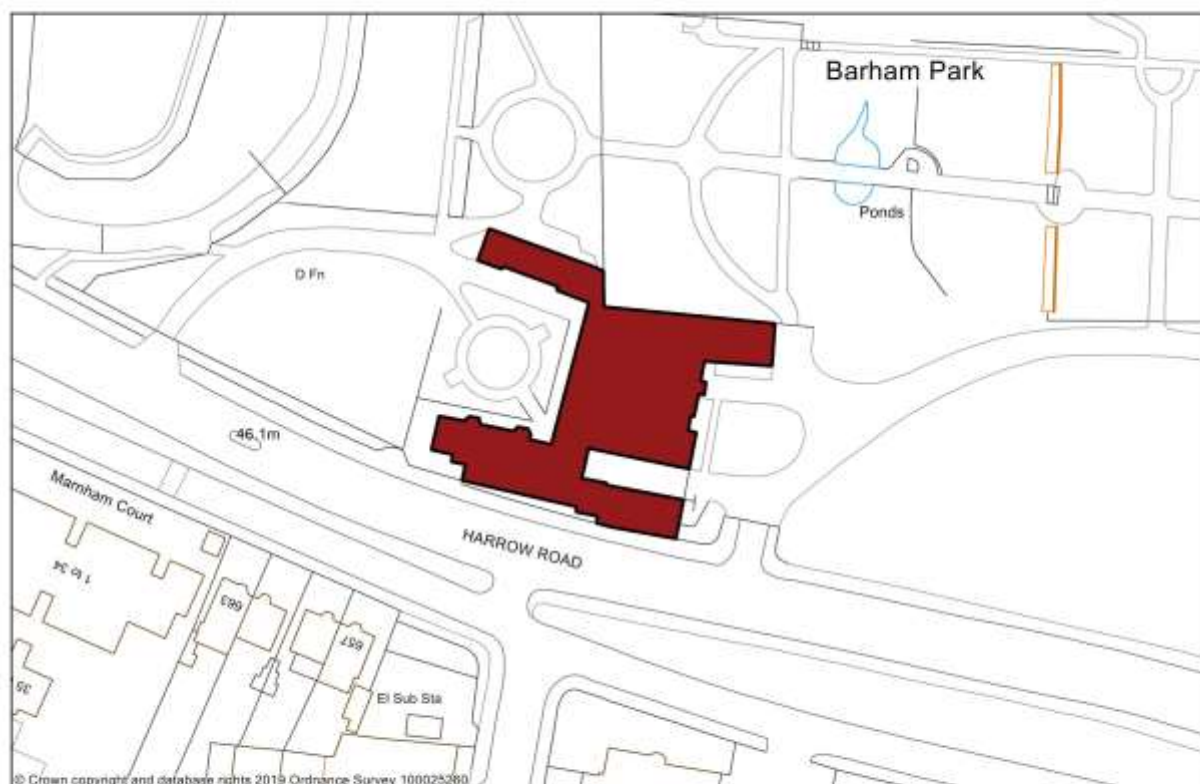 Barham Park
Ponds
D Fn
46.1m
Marnham Court
HARROW ROAD
1 to 34
663
657
35
El Sub Sta
© Crown copyright and database rights 2019 Ordnance Survey 100025260